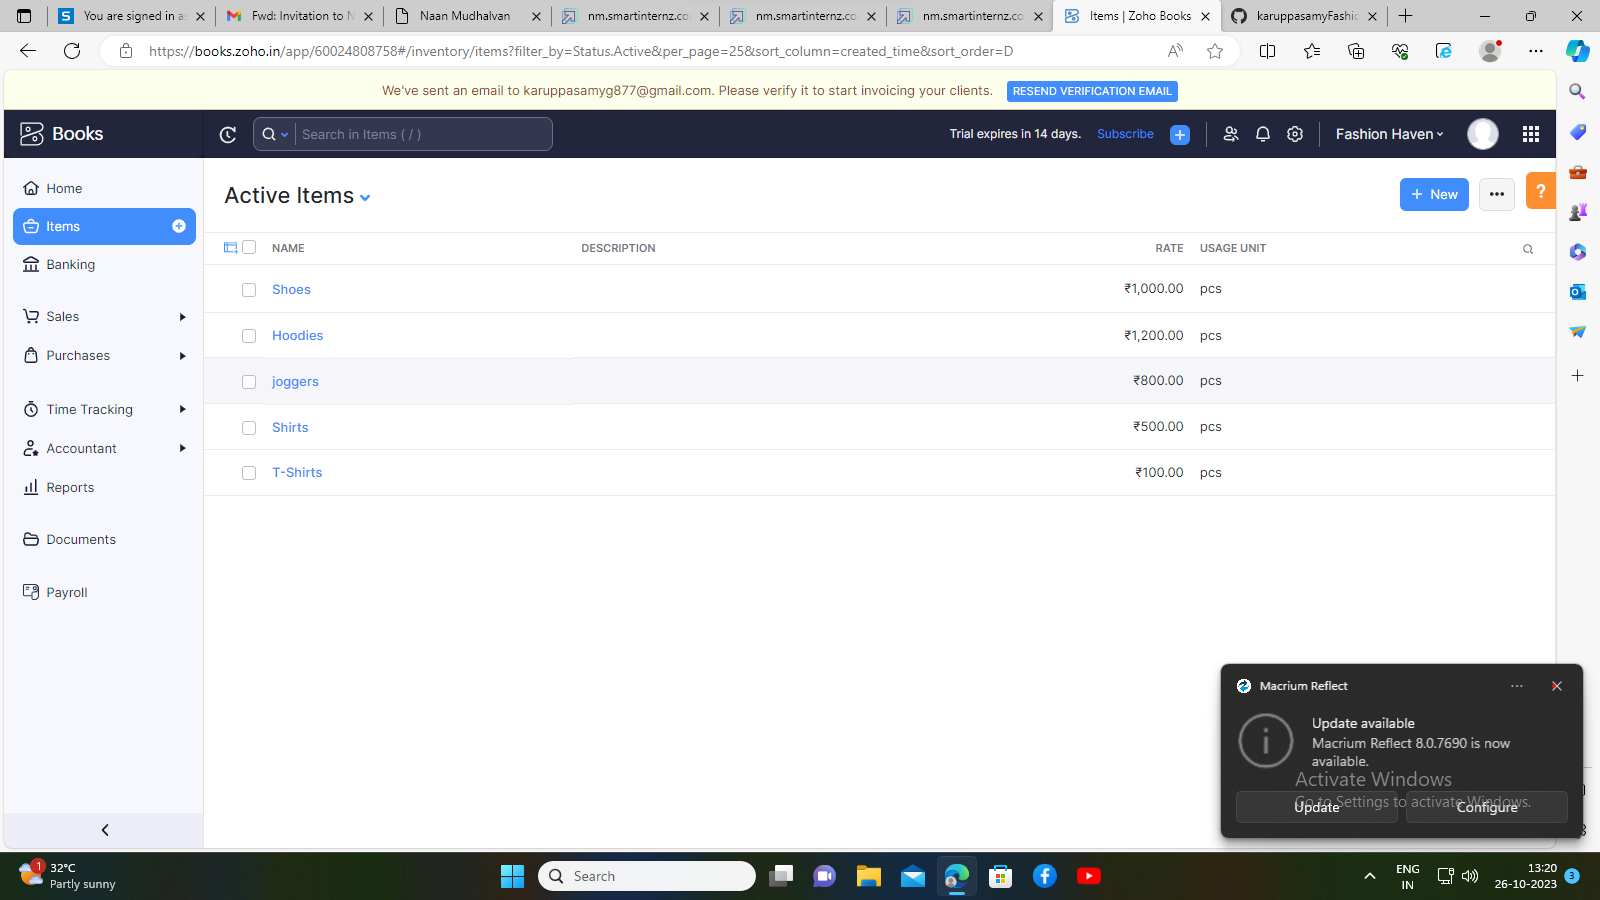 You are signed in as
Fwd: Invitation to N
Naan Mudhalvan
nm.smartinternz.co
nm.smartinternz.co
nm.smartinternz.co
Items | Zoho Books
karuppasamyFashio
https://books.zoho.in/app/60024808758#/inventory/items?filter_by=Status.Active&per_page=25&sort_column=created_time&sort_order=D
We've sent an email to karuppasamyg877@gmail.com. Please verify it to start invoicing your clients. RESEND VERIFICATION EMAIL
Books
Search in Items ( / )
Trial expires in 14 days. Subscribe
Fashion Haven
Home
Items
Banking
Sales
Purchases
Time Tracking
Accountant
Reports
Documents
Payroll
Active Items
+ New
?
NAME DESCRIPTION RATE USAGE UNIT
Shoes ₹1,000.00 pcs
Hoodies ₹1,200.00 pcs
joggers ₹800.00 pcs
Shirts ₹500.00 pcs
T-Shirts ₹100.00 pcs
Macrium Reflect
Update available
Macrium Reflect 8.0.7690 is now
available.
Activate Windows
Go to Settings to activate Windows.
Update Configure
1
32°C
Partly sunny
Search
ENG
IN
13:20
26-10-2023
3